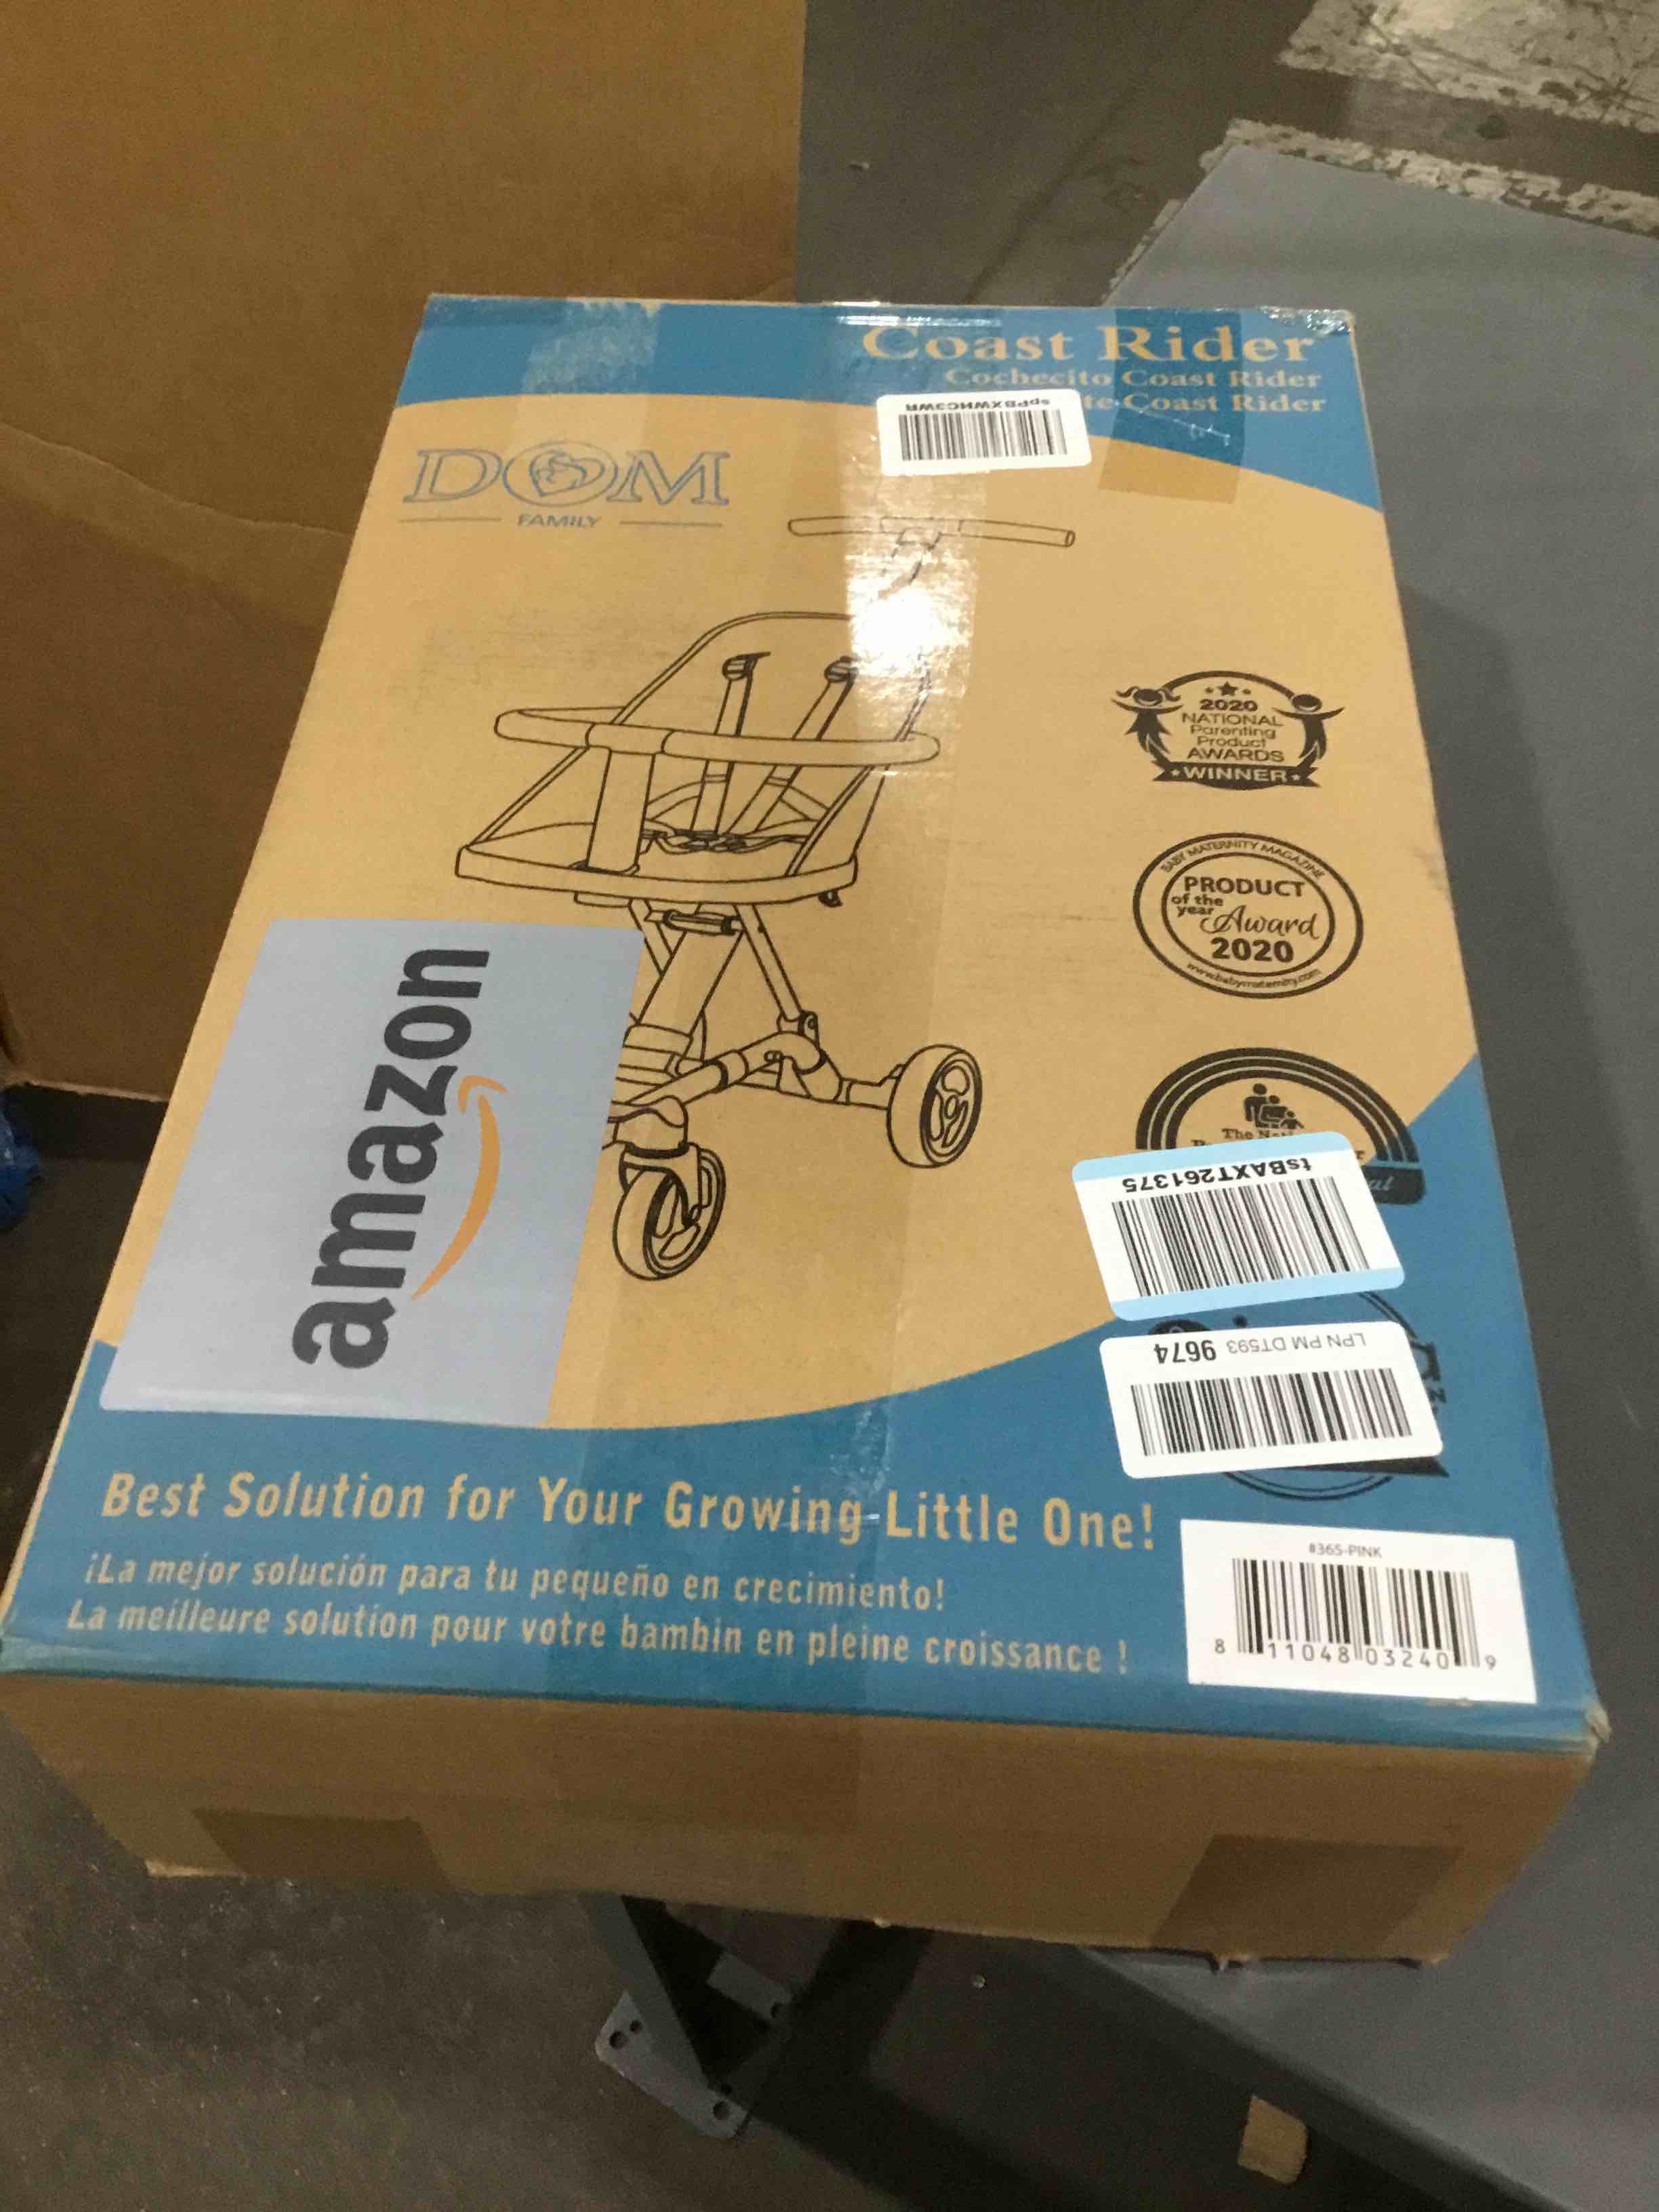 Coast Rider
Cochecito Coast Rider
te Coast Rider
spPBXWHC3WR
DOM
FAMILY
2020
NATIONAL
Parenting
Product
AWARDS
WINNER
BABY MATERNITY MAGAZINE
PRODUCT
of the
year
Award
2020
www.babymaternity.com
The
amazon
tsBAXT261375
LPN PM DT593 9674
Best Solution for Your Growing Little One!
¡La mejor solución para tu pequeño en crecimiento!
La meilleure solution pour votre bambin en pleine croissance !
#365-PINK
8 11048 03240 9